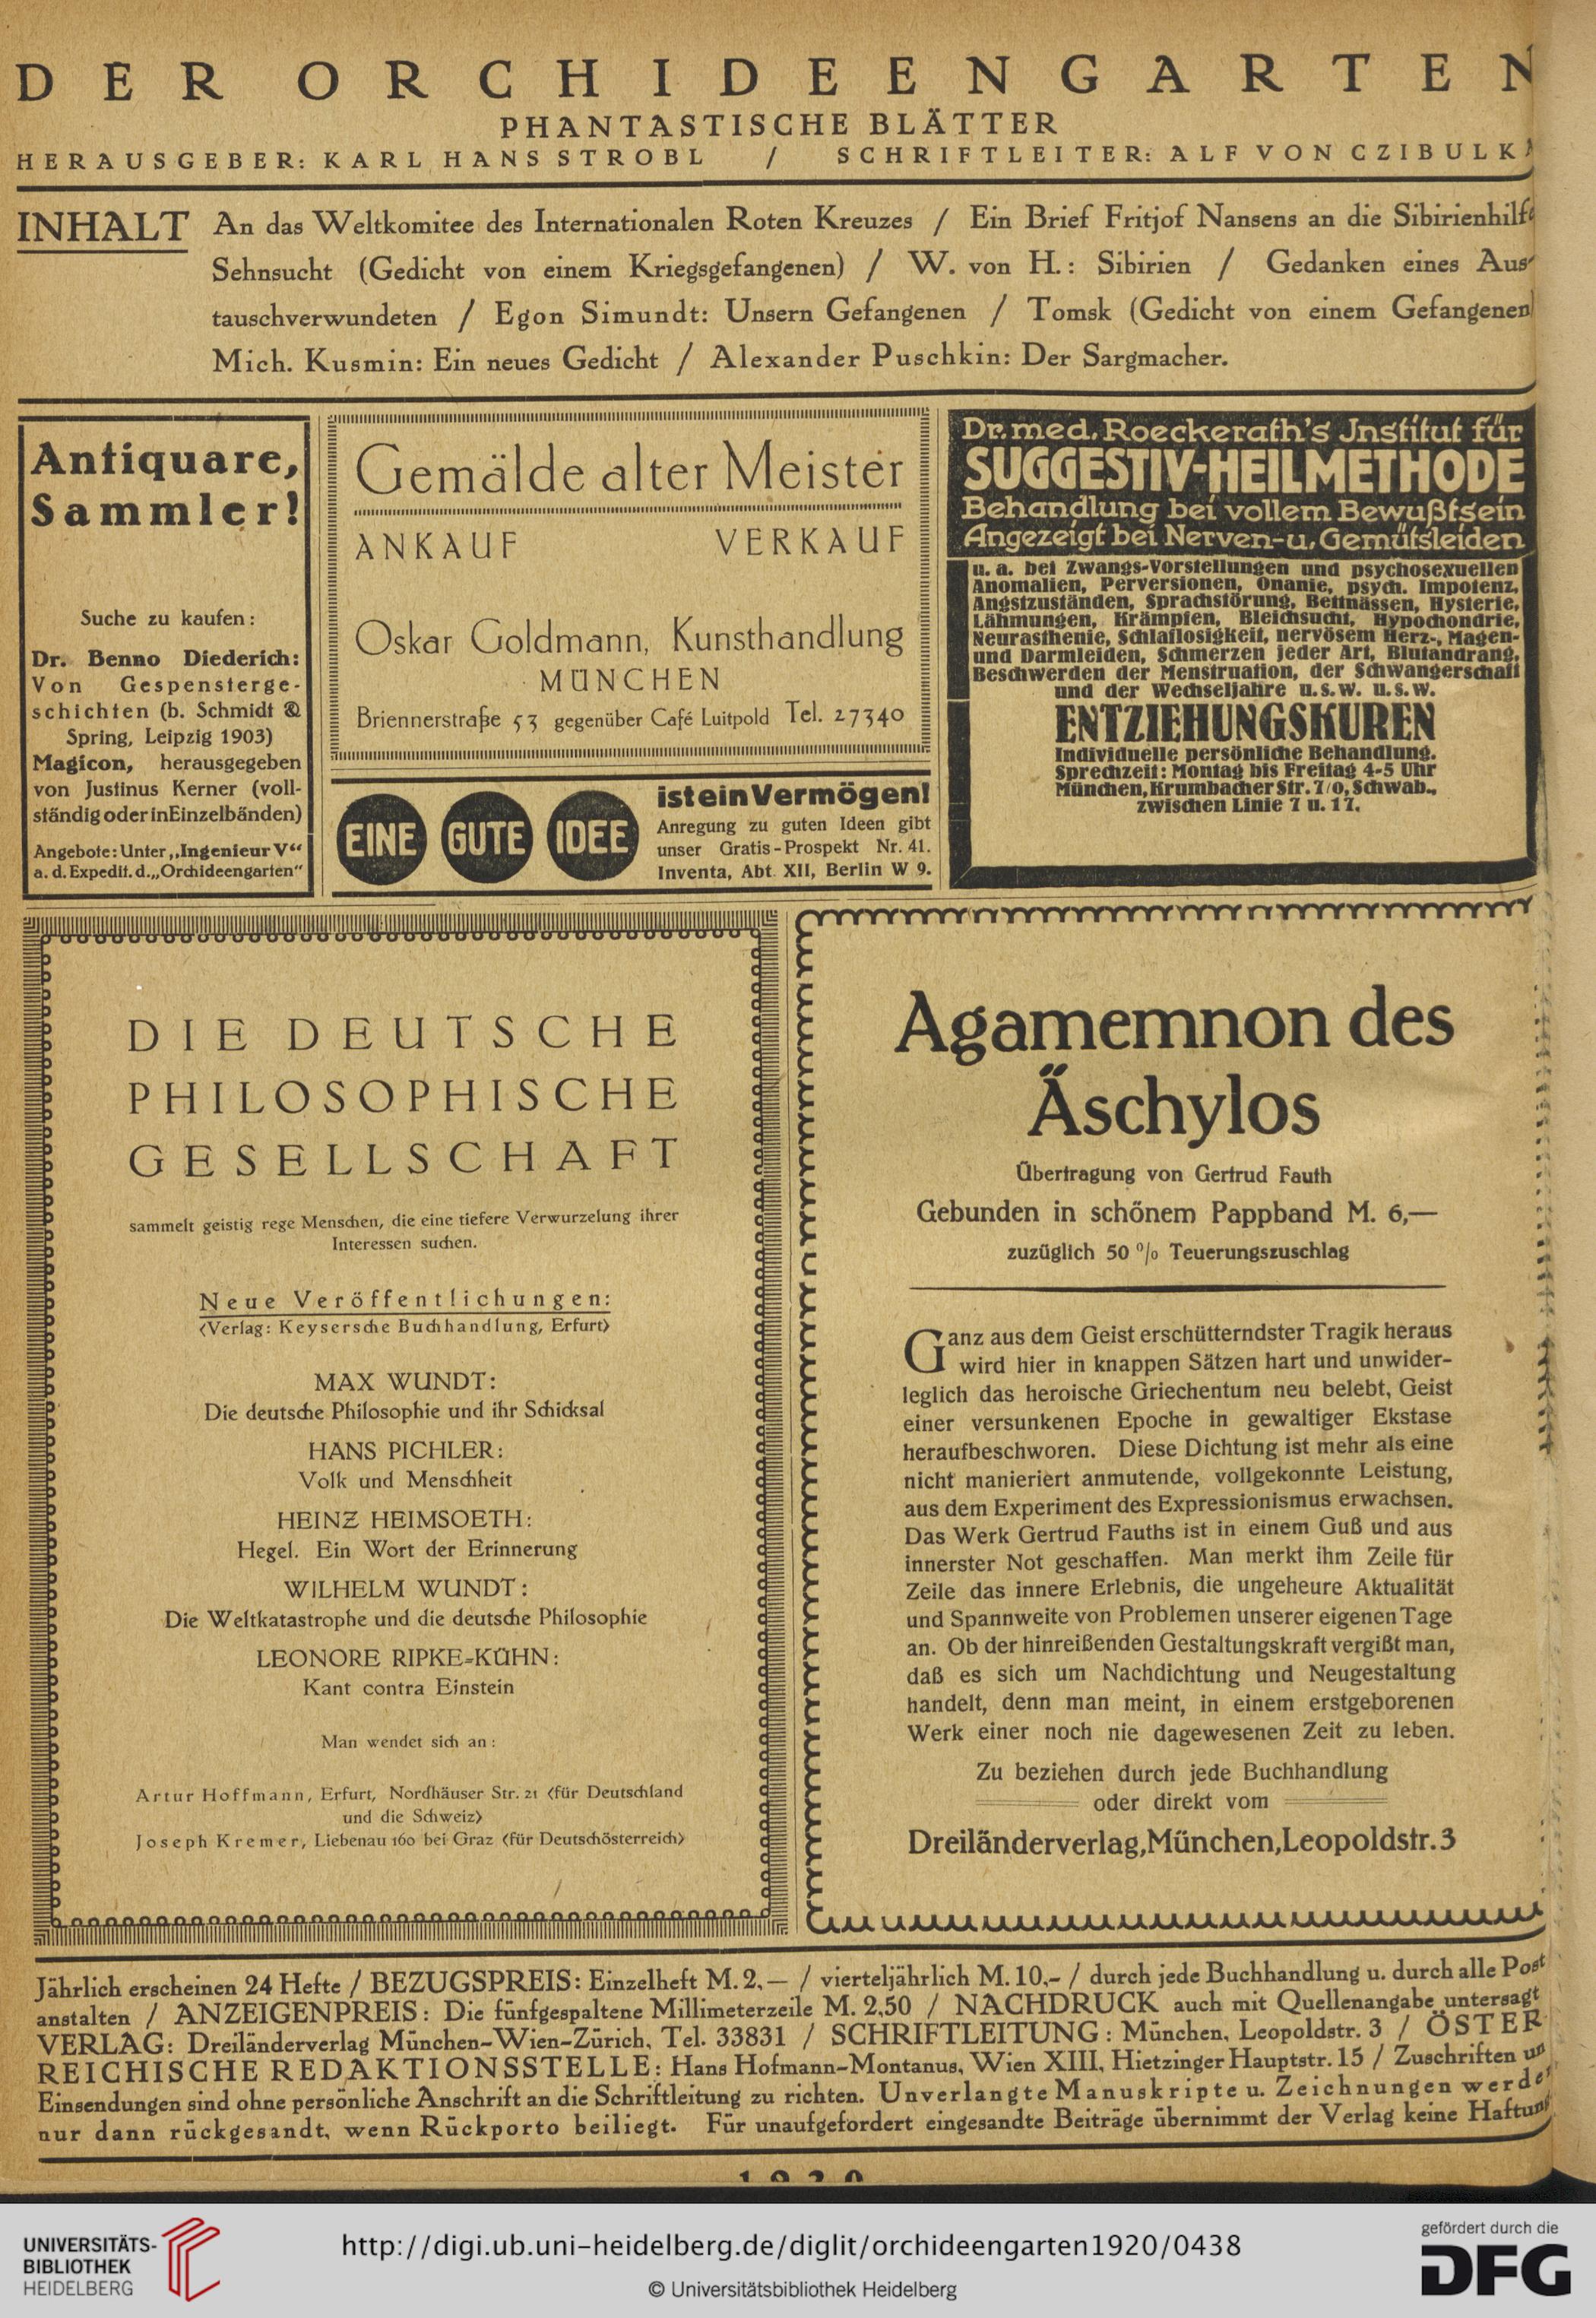 DER ORCHIDEENGARTEN
PHANTASTISCHE BLÄTTER
HERAUSGEBER: KARL HANS STROBL / SCHRIFTLEITER: ALF VON CZIBULKA
INHALT An das Weltkomitee des Internationalen Roten Kreuzes / Ein Brief Fritjof Nansens an die Sibirienhilfe
Sehnsucht (Gedicht von einem Kriegsgefangenen) / W. von H.: Sibirien / Gedanken eines Aus-
tauschverwundeten / Egon Simundt: Unsern Gefangenen / Tomsk (Gedicht von einem Gefangenen)
Mich. Kusmin: Ein neues Gedicht / Alexander Puschkin: Der Sargmacher.
Antiquare,
Sammler!
Suche zu kaufen:
Dr. Benno Diederich:
Von Gespensterge-
schichten (b. Schmidt &
Spring, Leipzig 1903)
Magicon, herausgegeben
von Justinus Kerner (voll-
ständig oder in Einzelbänden)
Angebote: Unter „Ingenieur V“
a. d. Expedit. d. „Orchideengarten“
Gemälde alter Meister
ANKAUF VERKAUF
Oskar Goldmann, Kunsthandlung
MÜNCHEN
Briennerstraße 53 gegenüber Café Luitpold Tel. 27340
EINE GUTE IDEE
ist ein Vermögen!
Anregung zu guten Ideen gibt
unser Gratis-Prospekt Nr. 41.
Inventa, Abt. XII, Berlin W 9.
Dr. med. Roeckerath's Jnstitut für
SUGGESTIV-HEILMETHODE
Behandlung bei vollem Bewußtsein
Angezeigt bei Nerven- u. Gemütsleiden
u. a. bei Zwangs-Vorstellungen und psychosexuellen
Anomalien, Perversionen, Onanie, psych. Impotenz,
Angstzuständen, Sprachstörung, Bettnässen, Hysterie,
Lähmungen, Krämpfen, Bleichsucht, Hypochondrie,
Neurasthenie, Schlaflosigkeit, nervösem Herz-, Magen-
und Darmleiden, Schmerzen jeder Art, Blutandrang,
Beschwerden der Menstruation, der Schwangerschaft
und der Wechseljahre u. s. w. u. s. w.
ENTZIEHUNGSKUREN
Individuelle persönliche Behandlung.
Sprechzeit: Montag bis Freitag 4-5 Uhr
München, Krumbacher Str. 7/0, Schwab.,
zwischen Linie 7 u. 17.
DIE DEUTSCHE
PHILOSOPHISCHE
GESELLSCHAFT
sammelt geistig rege Menschen, die eine tiefere Verwurzelung ihrer
Interessen suchen.
Neue Veröffentlichungen:
(Verlag: Keysersche Buchhandlung, Erfurt)
MAX WUNDT:
Die deutsche Philosophie und ihr Schicksal
HANS PICHLER:
Volk und Menschheit
HEINZ HEIMSOETH:
Hegel. Ein Wort der Erinnerung
WILHELM WUNDT:
Die Weltkatastrophe und die deutsche Philosophie
LEONORE RIPKE-KÜHN:
Kant contra Einstein
Man wendet sich an:
Artur Hoffmann, Erfurt, Nordhäuser Str. 21 (für Deutschland
und die Schweiz)
Joseph Kremer, Liebenau 160 bei Graz (für Deutschösterreich)
Agamemnon des
Äschylos
Übertragung von Gertrud Fauth
Gebunden in schönem Pappband M. 6,—
zuzüglich 50 % Teuerungszuschlag
Ganz aus dem Geist erschütterndster Tragik heraus
wird hier in knappen Sätzen hart und unwider-
leglich das heroische Griechentum neu belebt, Geist
einer versunkenen Epoche in gewaltiger Ekstase
heraufbeschworen. Diese Dichtung ist mehr als eine
nicht manieriert anmutende, vollgekonnte Leistung,
aus dem Experiment des Expressionismus erwachsen.
Das Werk Gertrud Fauths ist in einem Guß und aus
innerster Not geschaffen. Man merkt ihm Zeile für
Zeile das innere Erlebnis, die ungeheure Aktualität
und Spannweite von Problemen unserer eigenen Tage
an. Ob der hinreißenden Gestaltungskraft vergißt man,
daß es sich um Nachdichtung und Neugestaltung
handelt, denn man meint, in einem erstgeborenen
Werk einer noch nie dagewesenen Zeit zu leben.
Zu beziehen durch jede Buchhandlung
oder direkt vom
Dreiländerverlag, München, Leopoldstr. 3
Jährlich erscheinen 24 Hefte / BEZUGSPREIS: Einzelheft M. 2,— / vierteljährlich M. 10,- / durch jede Buchhandlung u. durch alle Post
anstalten / ANZEIGENPREIS: Die fünfgespaltene Millimeterzeile M. 2,50 / NACHDRUCK auch mit Quellenangabe untersagt
VERLAG: Dreiländerverlag München-Wien-Zürich, Tel. 33831 / SCHRIFTLEITUNG: München, Leopoldstr. 3 / ÖSTER
REICHISCHE REDAKTIONSSTELLE: Hans Hofmann-Montanus, Wien XIII, Hietzinger Hauptstr. 15 / Zuschriften un
Einsendungen sind ohne persönliche Anschrift an die Schriftleitung zu richten. Unverlangte Manuskripte u. Zeichnungen werde
nur dann rückgesandt, wenn Rückporto beiliegt. Für unaufgefordert eingesandte Beiträge übernimmt der Verlag keine Haftung
1920
UNIVERSITÄTS-
BIBLIOTHEK
HEIDELBERG
http://digi.ub.uni-heidelberg.de/diglit/orchideengarten1920/0438
© Universitätsbibliothek Heidelberg
gefördert durch die
DFG